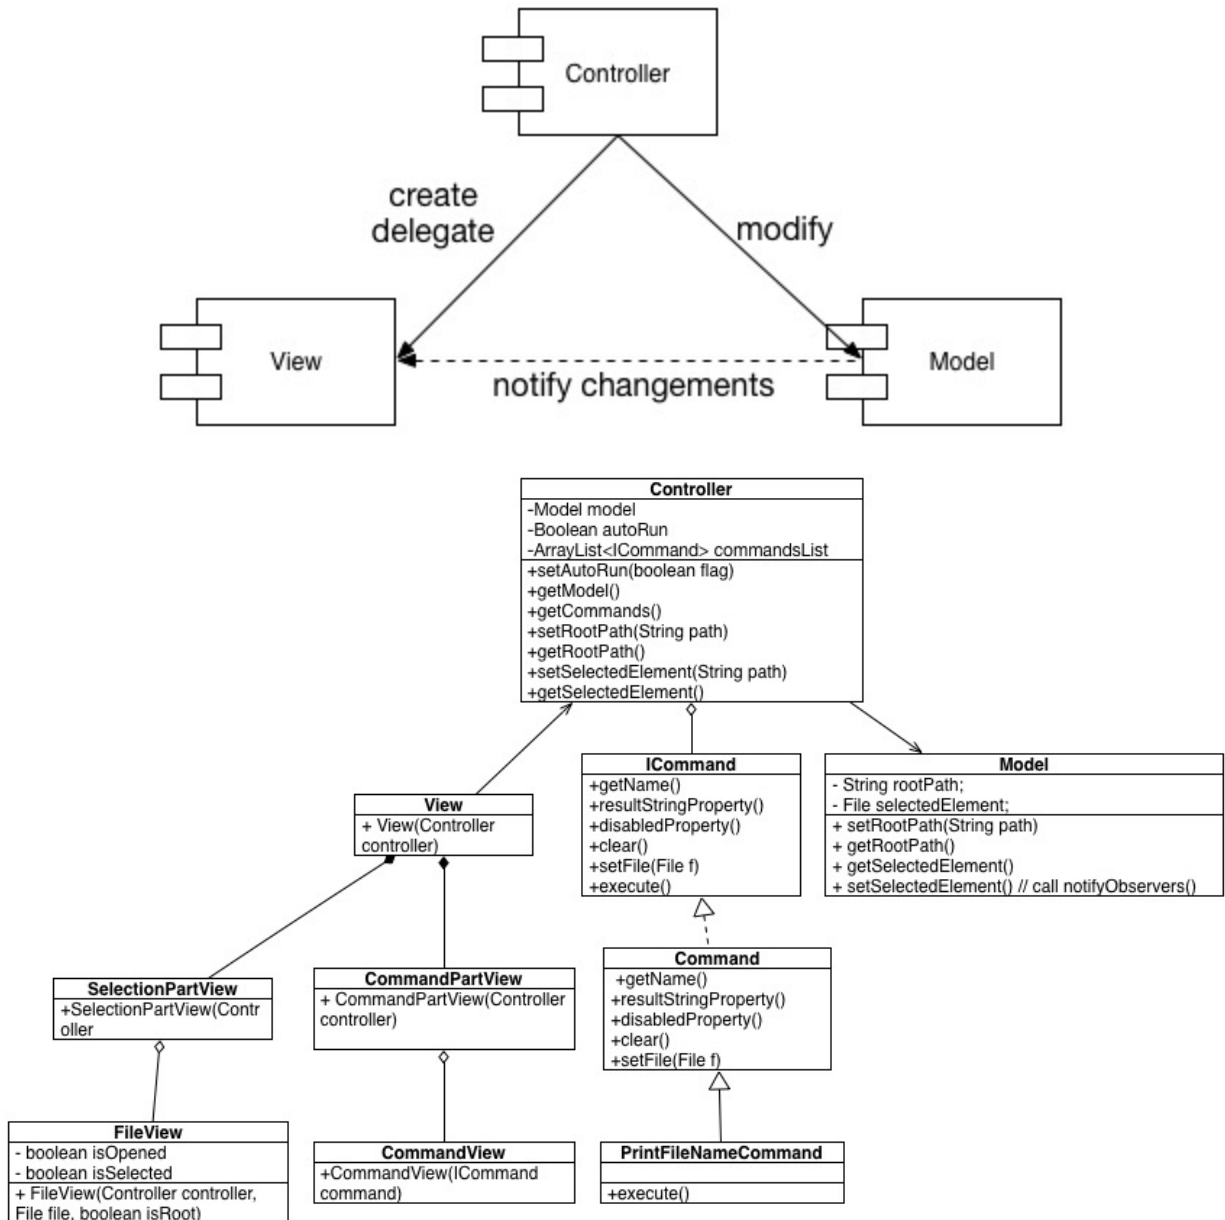 Controller
create
delegate
modify
View
Model
notify changements
Controller
-Model model
-Boolean autoRun
-ArrayList<ICommand> commandsList
+setAutoRun(boolean flag)
+getModel()
+getCommands()
+setRootPath(String path)
+getRootPath()
+setSelectedElement(String path)
+getSelectedElement()
ICommand
+getName()
+resultStringProperty()
+disabledProperty()
+clear()
+setFile(File f)
+execute()
Model
- String rootPath;
- File selectedElement;
+ setRootPath(String path)
+ getRootPath()
+ getSelectedElement()
+ setSelectedElement() // call notifyObservers()
View
+ View(Controller
controller)
SelectionPartView
+SelectionPartView(Contr
oller
CommandPartView
+ CommandPartView(Controller
controller)
Command
+getName()
+resultStringProperty()
+disabledProperty()
+clear()
+setFile(File f)
FileView
- boolean isOpened
- boolean isSelected
+ FileView(Controller controller,
File file, boolean isRoot)
CommandView
+CommandView(ICommand
command)
PrintFileNameCommand
+execute()